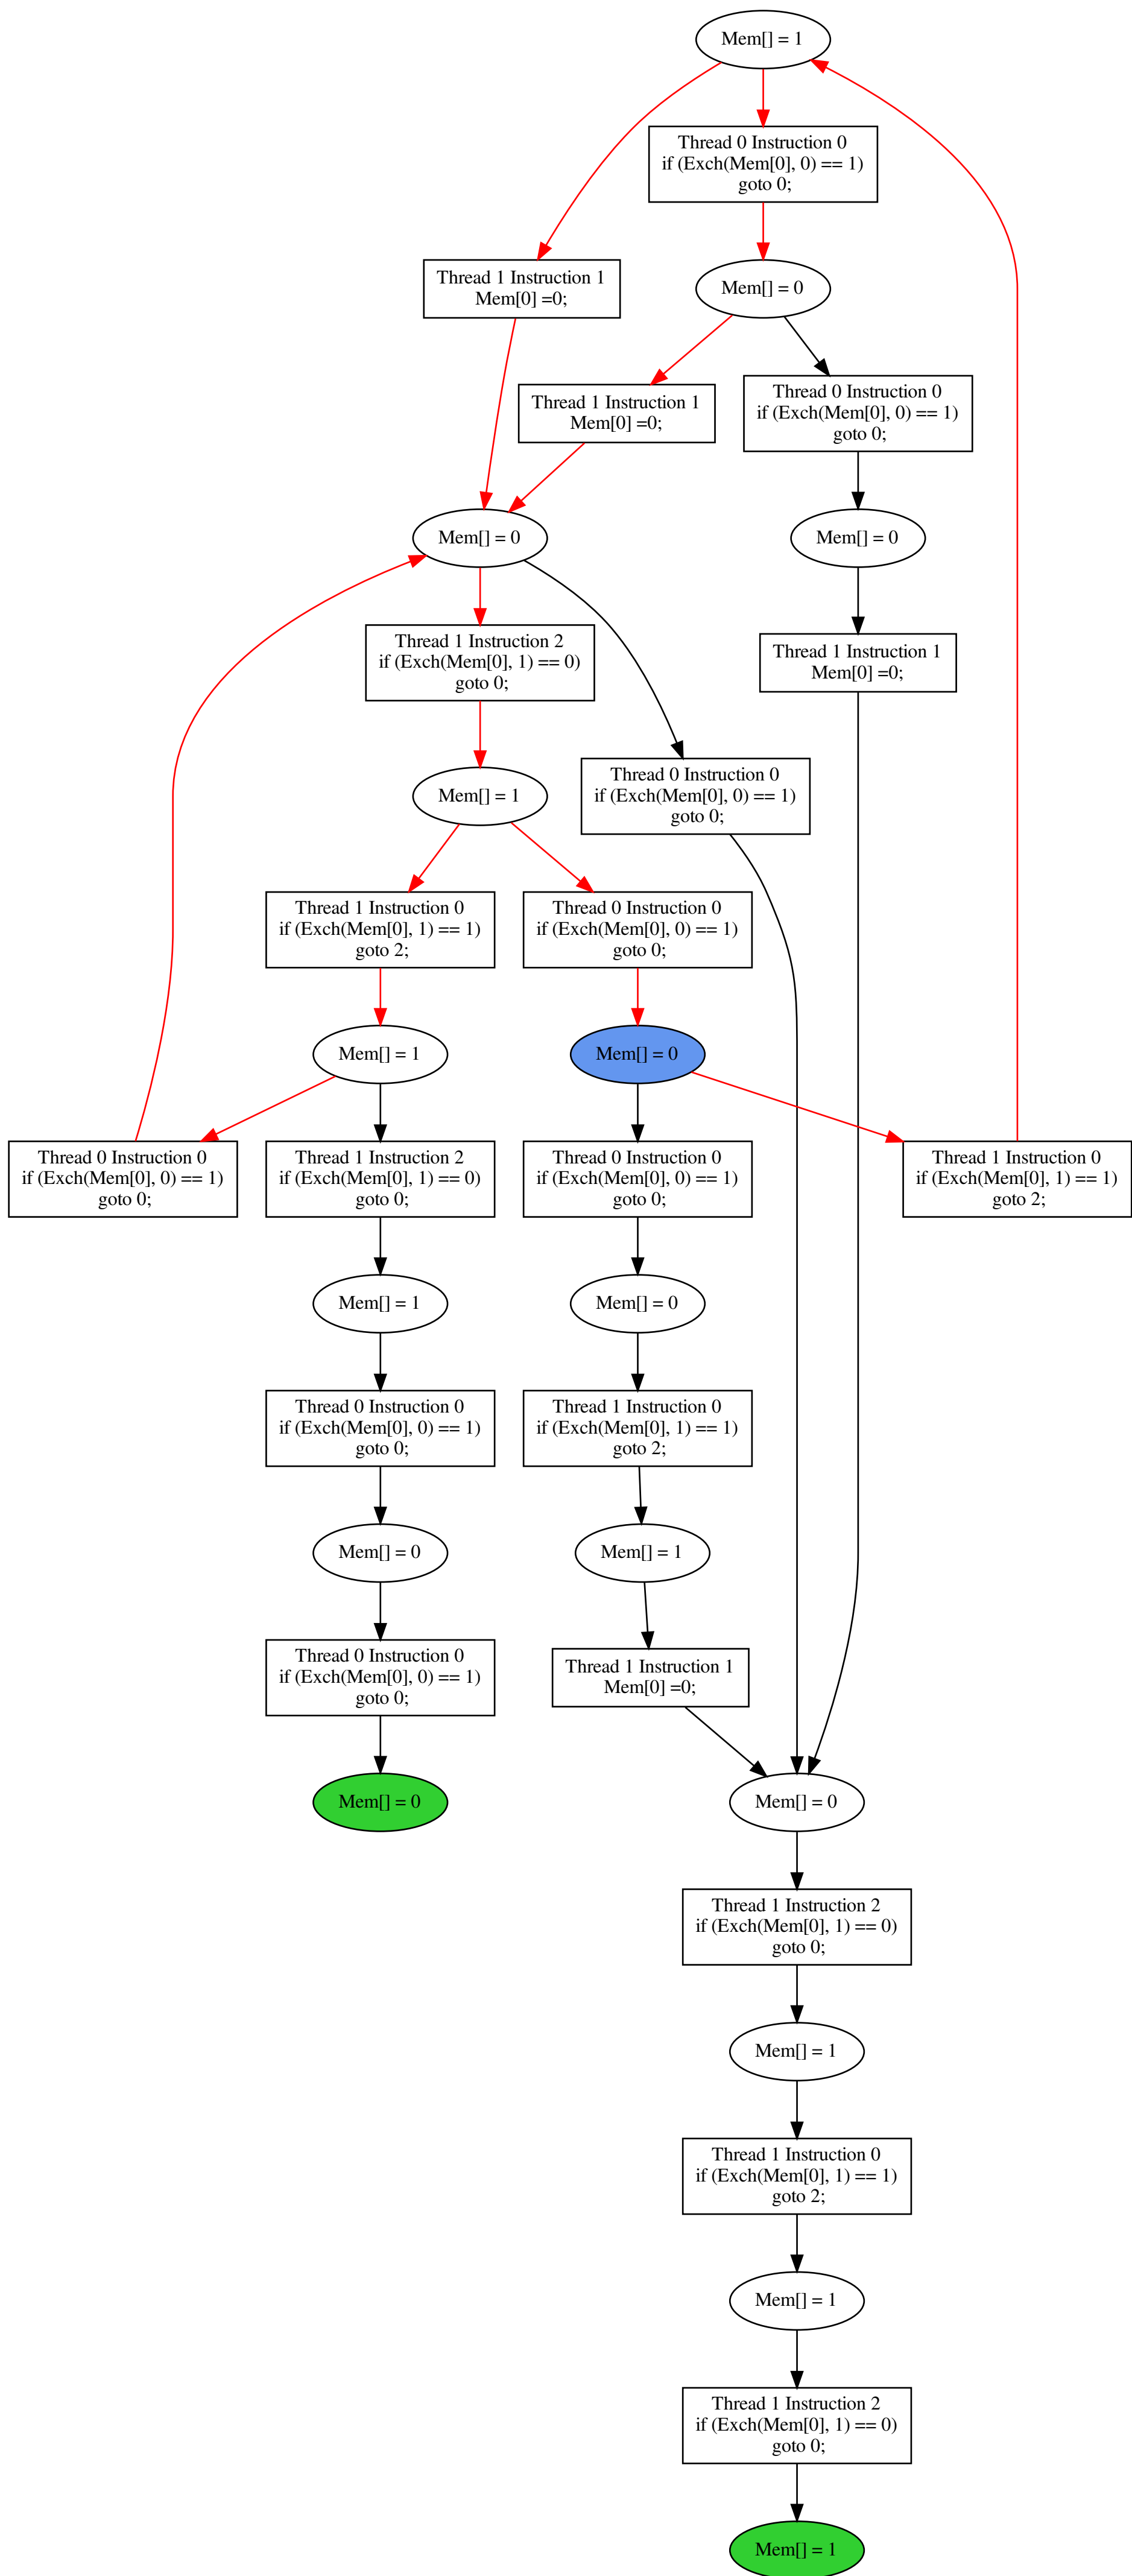 Mem[] = 1
Thread 0 Instruction 0
if (Exch(Mem[0], 0) == 1)
goto 0;
Thread 1 Instruction 1
Mem[0] =0;
Mem[] = 0
Thread 1 Instruction 1
Mem[0] =0;
Thread 0 Instruction 0
if (Exch(Mem[0], 0) == 1)
goto 0;
Mem[] = 0
Mem[] = 0
Thread 1 Instruction 2
if (Exch(Mem[0], 1) == 0)
goto 0;
Thread 1 Instruction 1
Mem[0] =0;
Mem[] = 1
Thread 0 Instruction 0
if (Exch(Mem[0], 0) == 1)
goto 0;
Thread 1 Instruction 0
if (Exch(Mem[0], 1) == 1)
goto 2;
Thread 0 Instruction 0
if (Exch(Mem[0], 0) == 1)
goto 0;
Mem[] = 1
Mem[] = 0
Thread 0 Instruction 0
if (Exch(Mem[0], 0) == 1)
goto 0;
Thread 1 Instruction 2
if (Exch(Mem[0], 1) == 0)
goto 0;
Thread 0 Instruction 0
if (Exch(Mem[0], 0) == 1)
goto 0;
Thread 1 Instruction 0
if (Exch(Mem[0], 1) == 1)
goto 2;
Mem[] = 1
Mem[] = 0
Thread 0 Instruction 0
if (Exch(Mem[0], 0) == 1)
goto 0;
Thread 1 Instruction 0
if (Exch(Mem[0], 1) == 1)
goto 2;
Mem[] = 0
Mem[] = 1
Thread 0 Instruction 0
if (Exch(Mem[0], 0) == 1)
goto 0;
Thread 1 Instruction 1
Mem[0] =0;
Mem[] = 0
Mem[] = 0
Thread 1 Instruction 2
if (Exch(Mem[0], 1) == 0)
goto 0;
Mem[] = 1
Thread 1 Instruction 0
if (Exch(Mem[0], 1) == 1)
goto 2;
Mem[] = 1
Thread 1 Instruction 2
if (Exch(Mem[0], 1) == 0)
goto 0;
Mem[] = 1